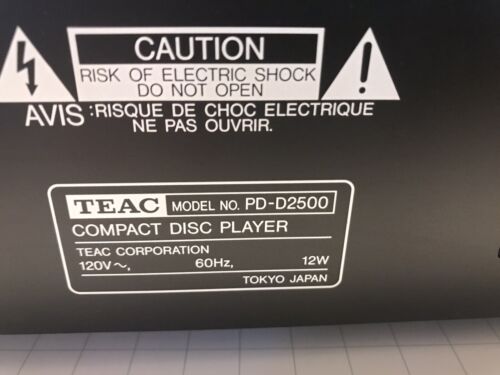 CAUTION
RISK OF ELECTRIC SHOCK
DO NOT OPEN
AVIS :RISQUE DE CHOC ELECTRIQUE
NE PAS OUVRIR.
TEAC MODEL NO. PD-D2500
COMPACT DISC PLAYER
TEAC CORPORATION
120V～, 60Hz, 12W
TOKYO JAPAN